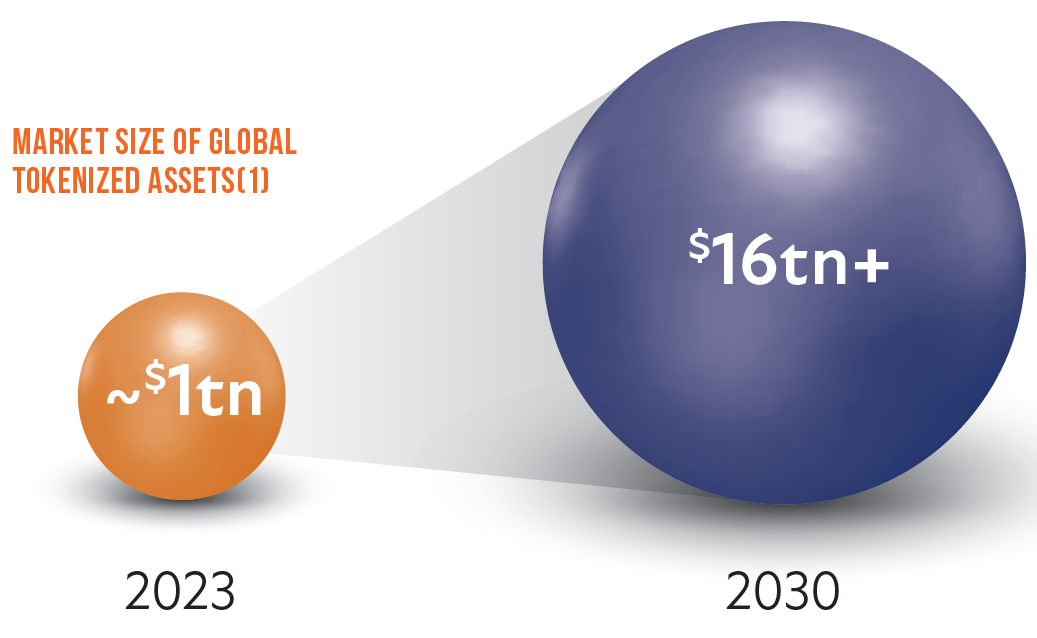 MARKET SIZE OF GLOBAL
TOKENIZED ASSETS(1)
~$1tn
$16tn+
2023
2030